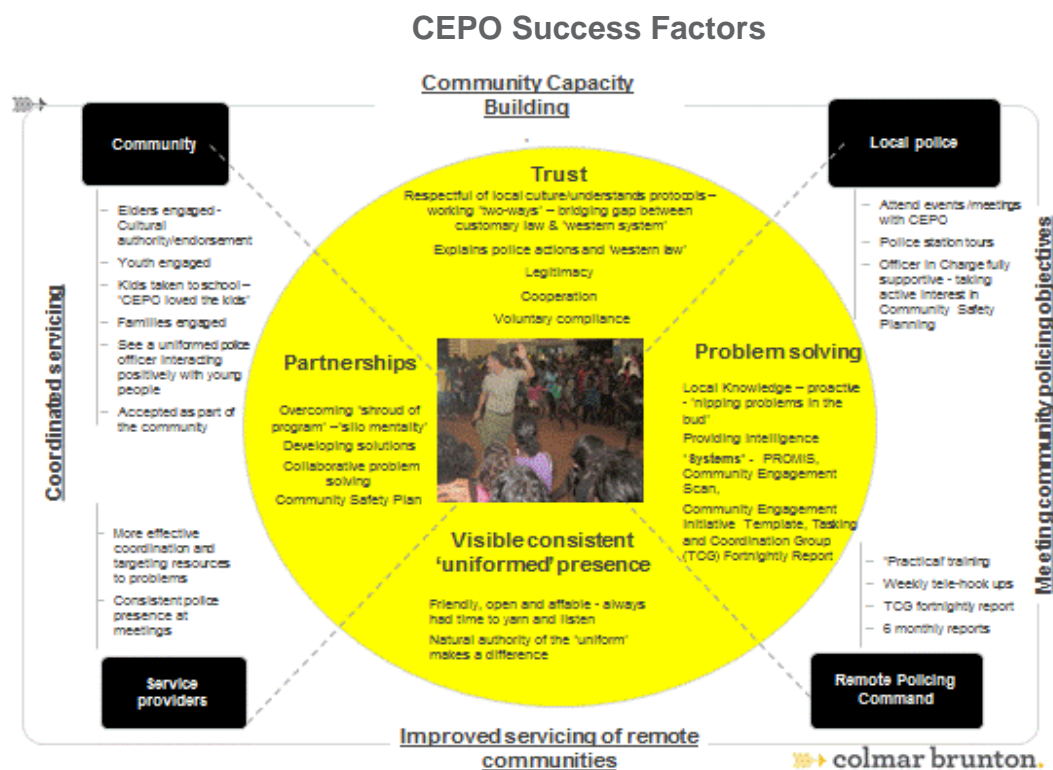 CEPO Success Factors
Community Capacity
Building
Community
Local police
Trust
Respectful of local culture/understands protocols –
working 'two-ways' – bridging gap between
customary law & 'western system'
Explains police actions and 'western law'
Legitimacy
Cooperation
Voluntary compliance
– Elders engaged -
Cultural
authority/endorsement
– Youth engaged
– Kids taken to school –
'CEPO loved the kids'
– Families engaged
– See a uniformed police
officer interacting
positively with young
people
– Accepted as part of
the community
– Attend events/meetings
with CEPO
– Police station tours
– Officer in Charge fully
supportive - taking
active interest in
Community Safety
Planning
Coordinated servicing
Meeting community policing objectives
Partnerships
Overcoming 'shroud of
program' – 'silo mentality'
Developing solutions
Collaborative problem
solving
Community Safety Plan
Problem solving
Local Knowledge – proactive
- 'nipping problems in the
bud'
Providing Intelligence
'Systems' - PROMIS,
Community Engagement
Scan,
Community Engagement
Initiative Template, Tasking
and Coordination Group
(TCG) Fortnightly Report
Visible consistent
'uniformed' presence
Friendly, open and affable - always
had time to yarn and listen
Natural authority of the 'uniform'
makes a difference
– More effective
coordination and
targeting resources
to problems
– Consistent police
presence at
meetings
– 'Practical' training
– Weekly tele-hook ups
– TCG fortnightly report
– 6 monthly reports
Service
providers
Remote Policing
Command
Improved servicing of remote
communities
colmar brunton.